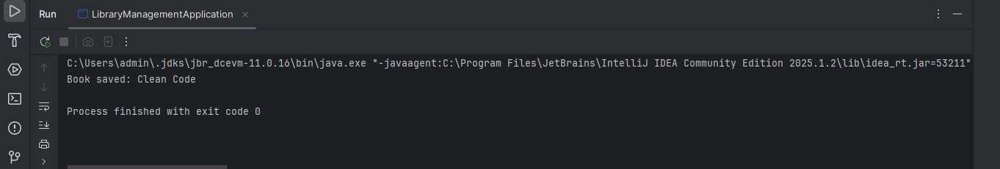 Run LibraryManagementApplication
C:\Users\admin\.jdks\jbr_dcevm-11.0.16\bin\java.exe "-javaagent:C:\Program Files\JetBrains\IntelliJ IDEA Community Edition 2025.1.2\lib\idea_rt.jar=53211"
Book saved: Clean Code
Process finished with exit code 0